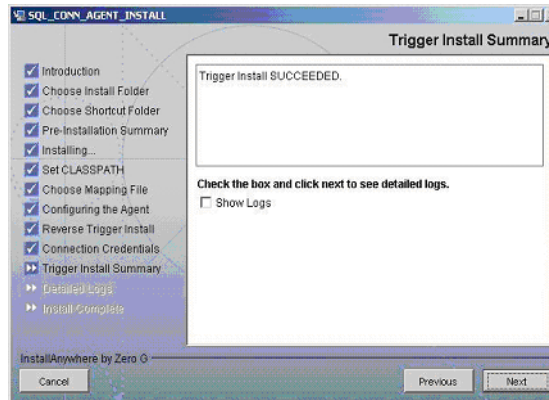 SQL_CONN_AGENT_INSTALL
Trigger Install Summary
Introduction
Choose Install Folder
Choose Shortcut Folder
Pre-Installation Summary
Installing...
Set CLASSPATH
Choose Mapping File
Configuring the Agent
Reverse Trigger Install
Connection Credentials
Trigger Install Summary
Detailed Logs
Install Complete
Trigger Install SUCCEEDED.
Check the box and click next to see detailed logs.
Show Logs
InstallAnywhere by Zero G
Cancel
Previous
Next